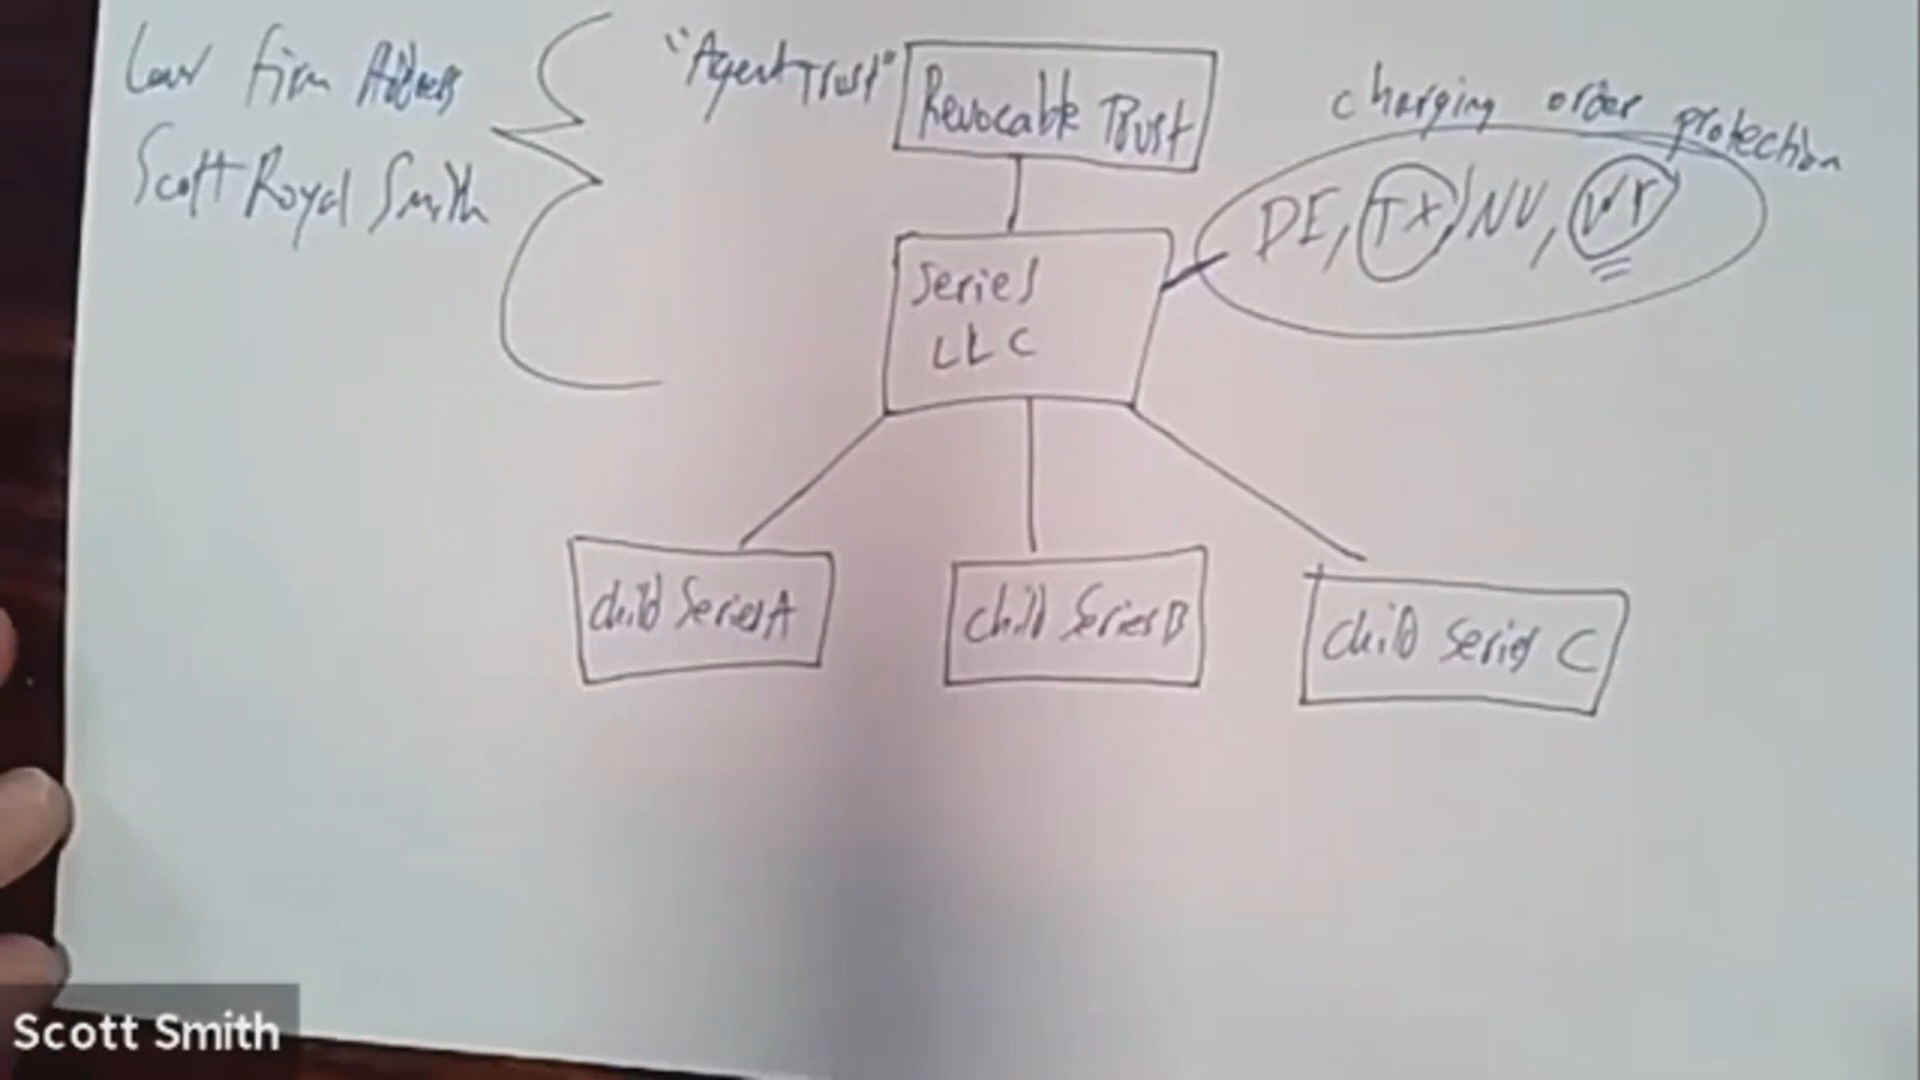 Law Firm Address
Scott Royal Smith
"Agent Trust"
Revocable Trust
charging order protection
DE, TX, NV, WY
Series
LLC
Child Series A
Child Series B
Child Series C
Scott Smith